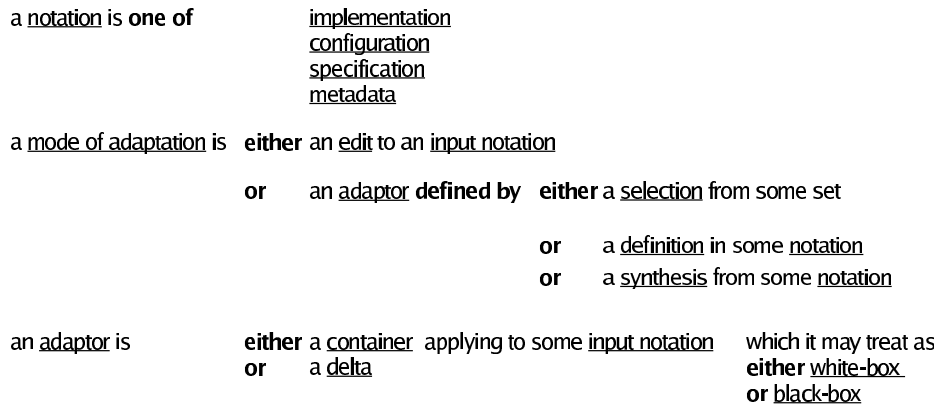 a notation is one of implementation
configuration
specification
metadata
a mode of adaptation is either an edit to an input notation
or an adaptor defined by either a selection from some set
or a definition in some notation
or a synthesis from some notation
an adaptor is either a container applying to some input notation which it may treat as
or a delta either white-box
or black-box